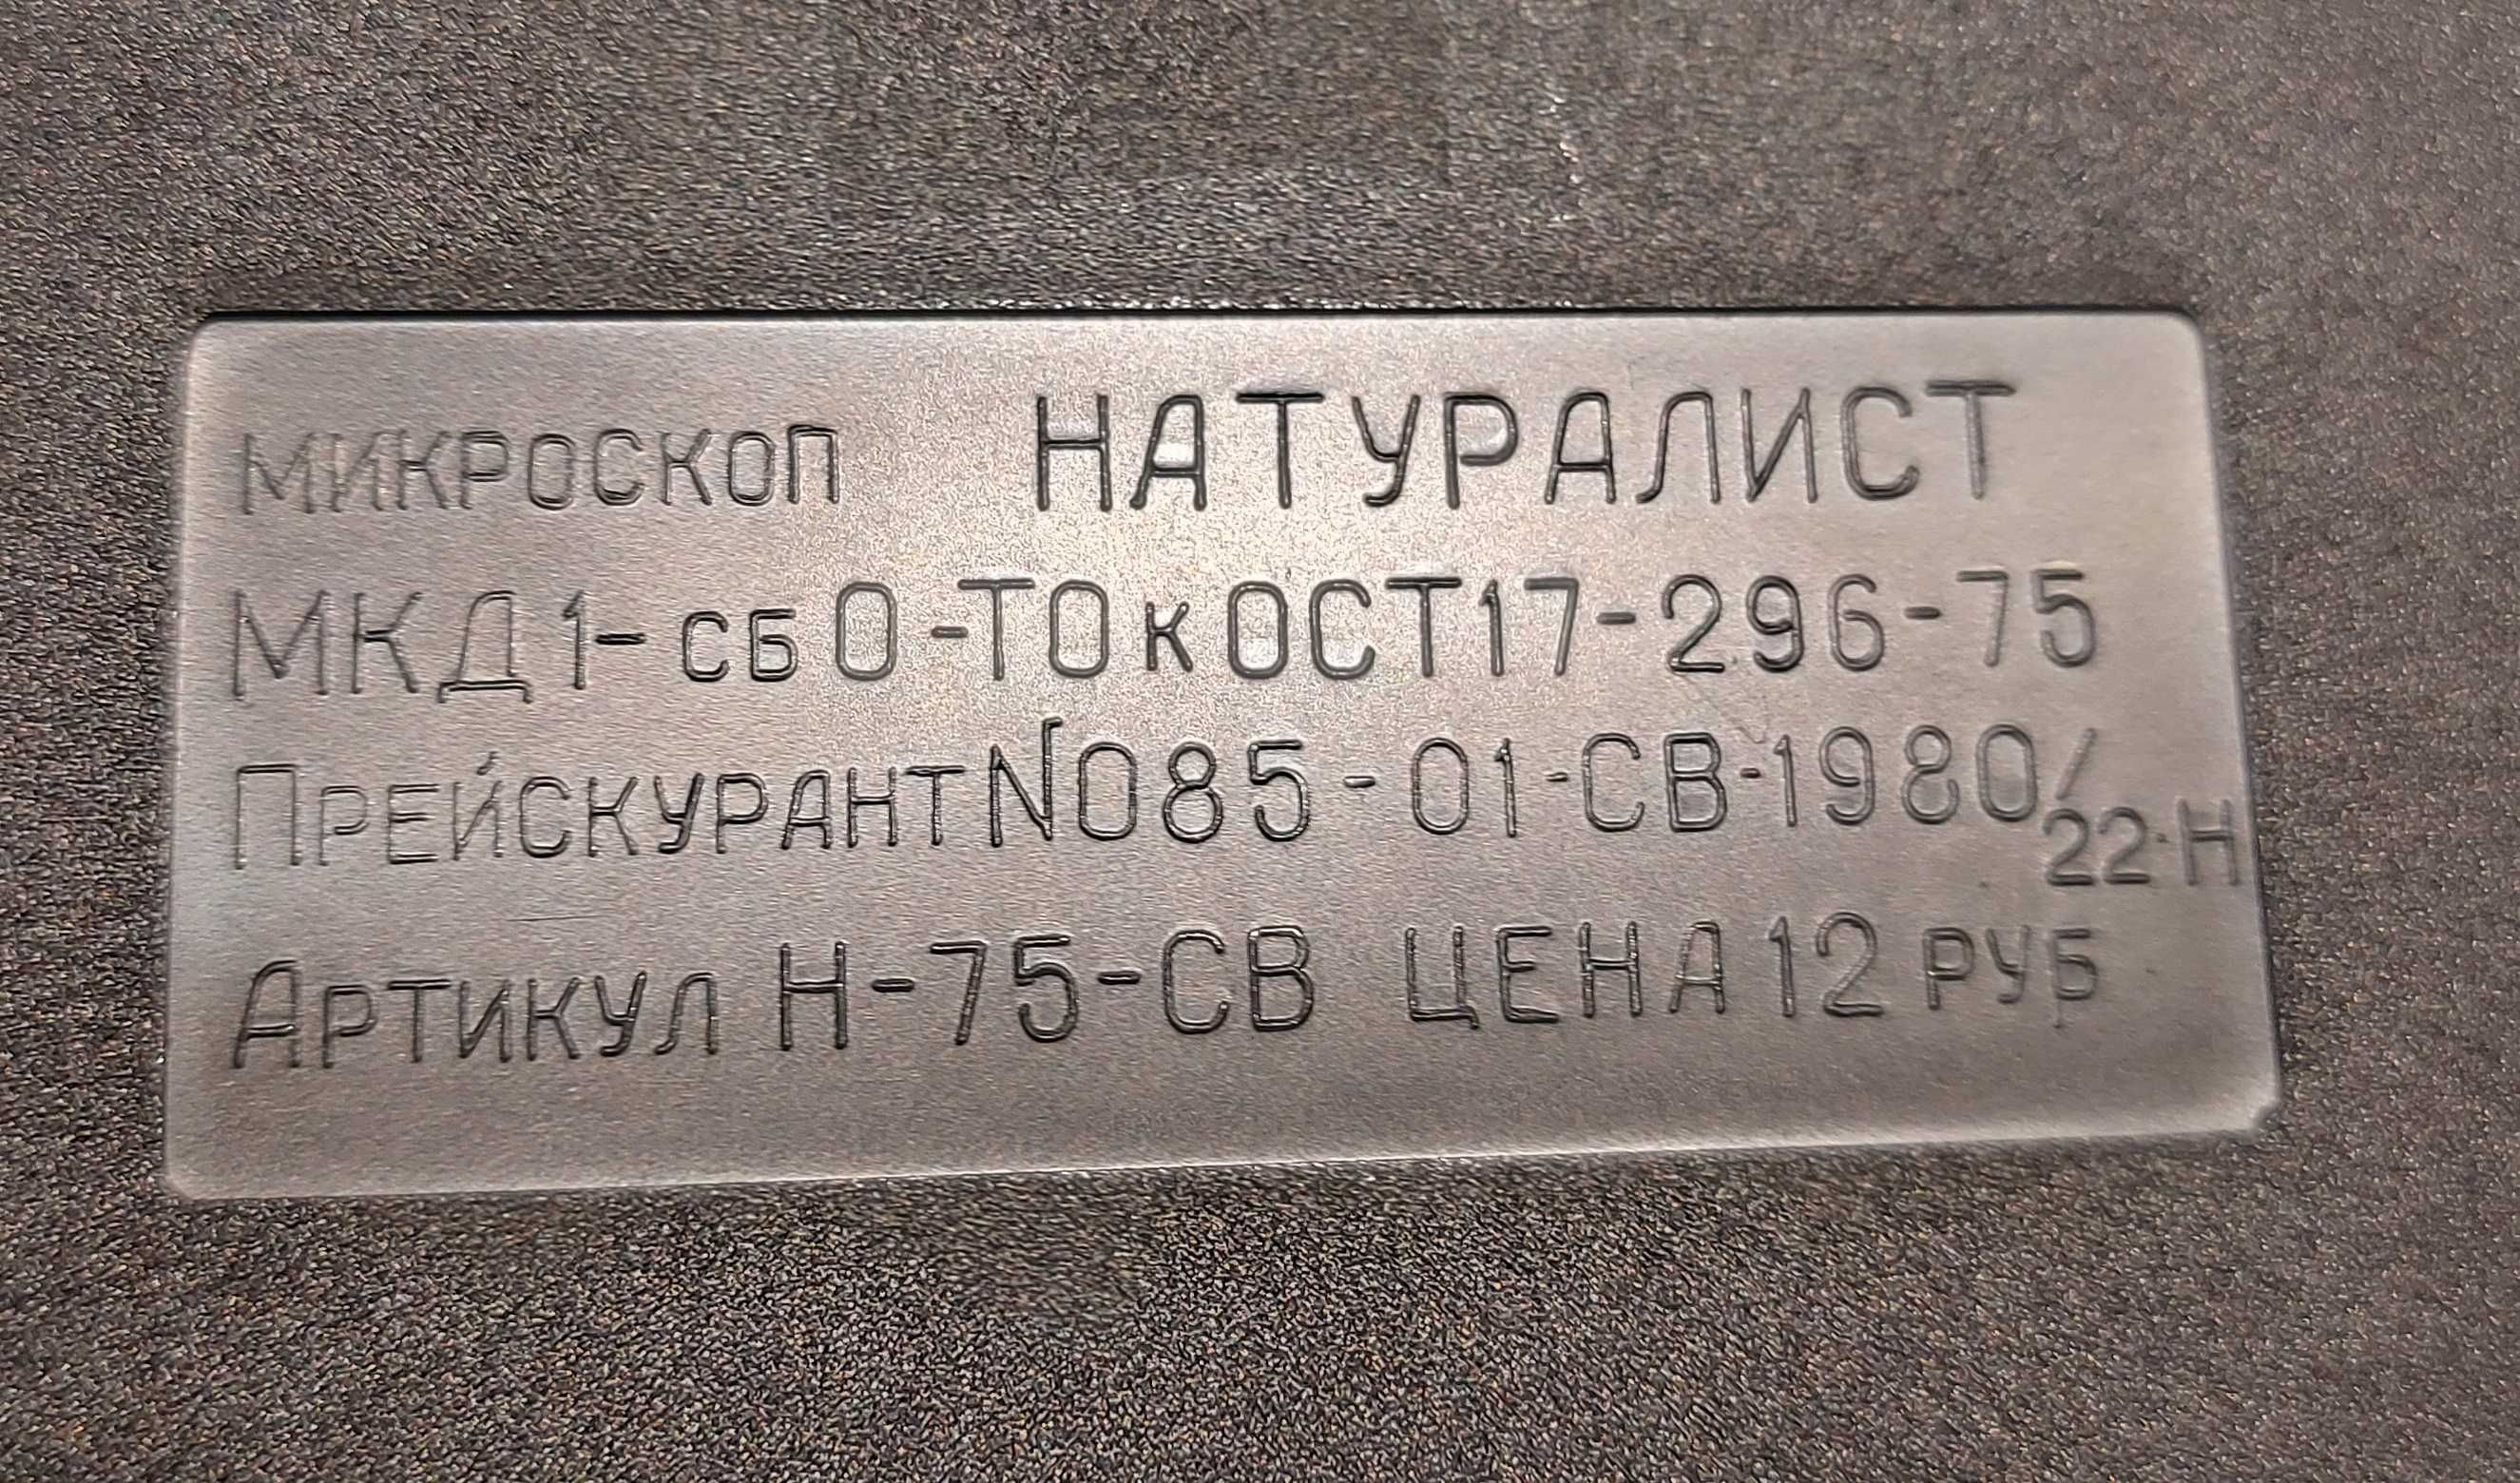 МИКРОСКОП НАТУРАЛИСТ
МКД1-сб0-ТО к ОСТ17-296-75
ПРЕЙСКУРАНТ N085-01-СВ-1980/22-Н
АРТИКУЛ Н-75-СВ ЦЕНА 12 РУБ